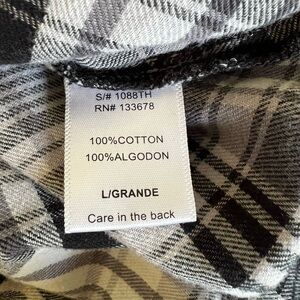 S/# 1088TH
RN# 133678
100%COTTON
100%ALGODON
L/GRANDE
Care in the back